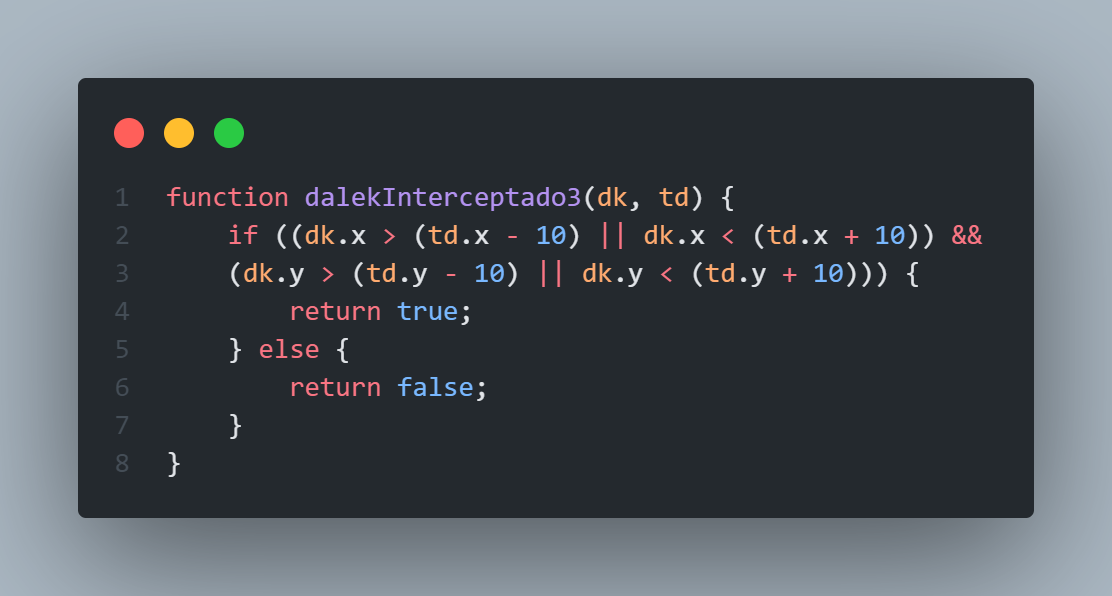 1 function dalekInterceptado3(dk, td) {
2     if ((dk.x > (td.x - 10) || dk.x < (td.x + 10)) &&
3     (dk.y > (td.y - 10) || dk.y < (td.y + 10))) {
4         return true;
5     } else {
6         return false;
7     }
8 }